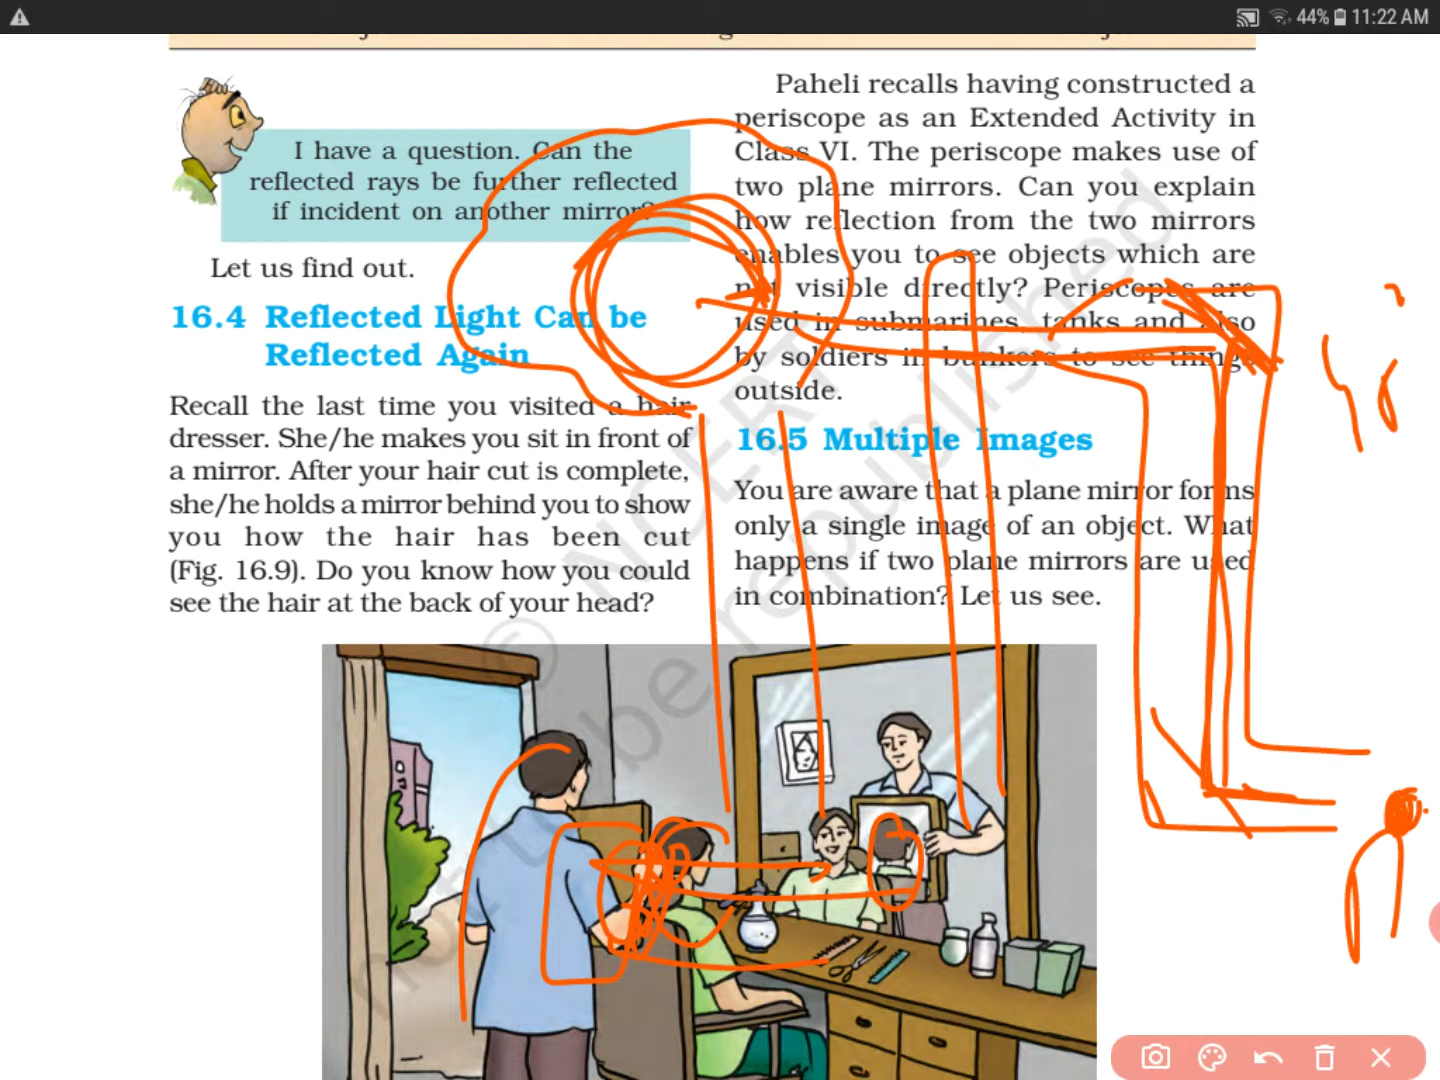 44% 11:22 AM
I have a question. Can the
reflected rays be further reflected
if incident on another mirror?
Let us find out.
16.4 Reflected Light Can be
Reflected Again
Recall the last time you visited a hair
dresser. She/he makes you sit in front of
a mirror. After your hair cut is complete,
she/he holds a mirror behind you to show
you how the hair has been cut
(Fig. 16.9). Do you know how you could
see the hair at the back of your head?
Paheli recalls having constructed a
periscope as an Extended Activity in
Class VI. The periscope makes use of
two plane mirrors. Can you explain
how reflection from the two mirrors
enables you to see objects which are
not visible directly? Periscopes are
used in submarines, tanks and also
by soldiers in bunkers to see things
outside.
16.5 Multiple Images
You are aware that a plane mirror forms
only a single image of an object. What
happens if two plane mirrors are used
in combination? Let us see.
© NCERT
not to be republished